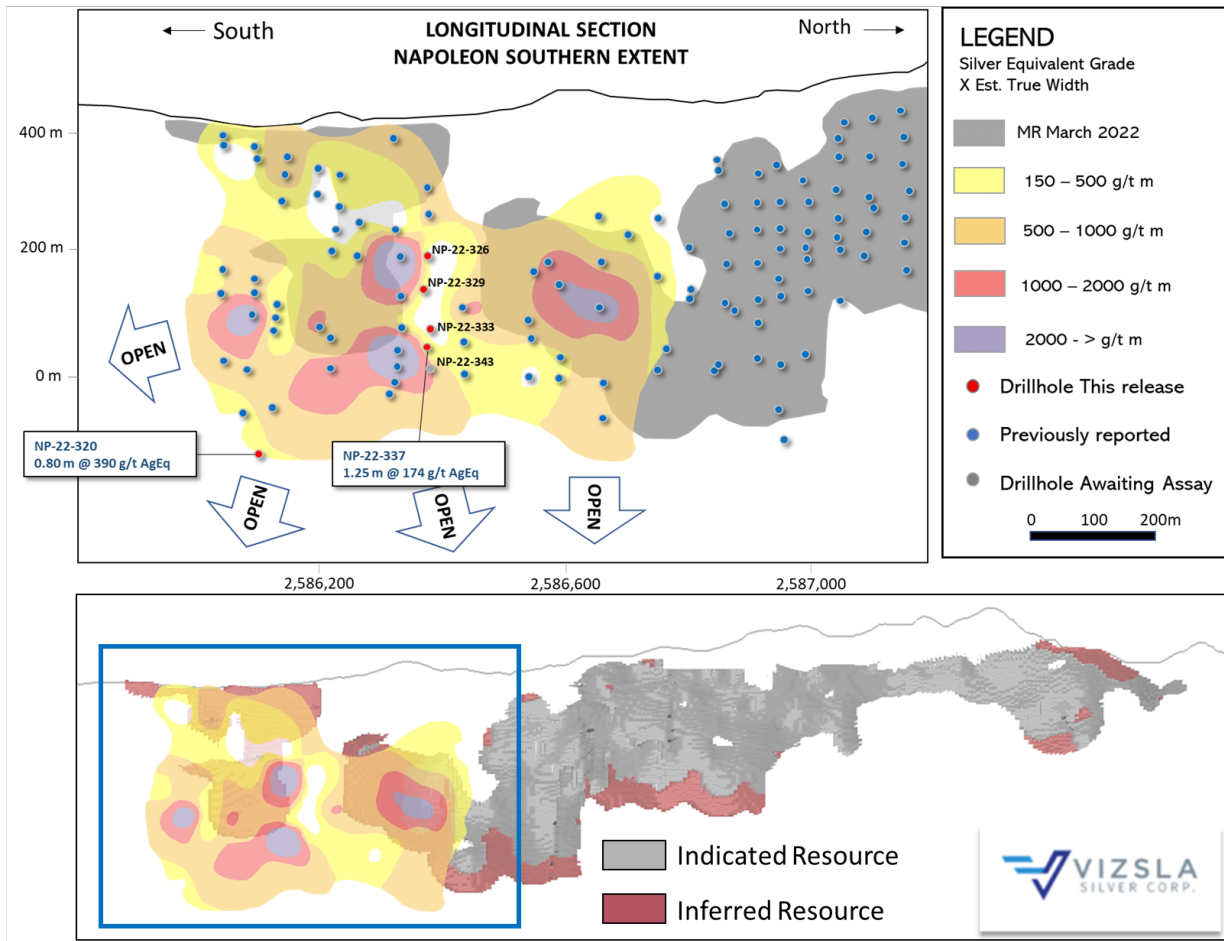 South
LONGITUDINAL SECTION
NAPOLEON SOUTHERN EXTENT
North
400 m
200 m
0 m
NP-22-326
NP-22-329
NP-22-333
NP-22-343
OPEN
NP-22-320
0.80 m @ 390 g/t AgEq
NP-22-337
1.25 m @ 174 g/t AgEq
OPEN
OPEN
OPEN
2,586,200
2,586,600
2,587,000
LEGEND
Silver Equivalent Grade
X Est. True Width
MR March 2022
150 – 500 g/t m
500 – 1000 g/t m
1000 – 2000 g/t m
2000 - > g/t m
Drillhole This release
Previously reported
Drillhole Awaiting Assay
0 100 200m
Indicated Resource
Inferred Resource
VIZSLA
SILVER CORP.